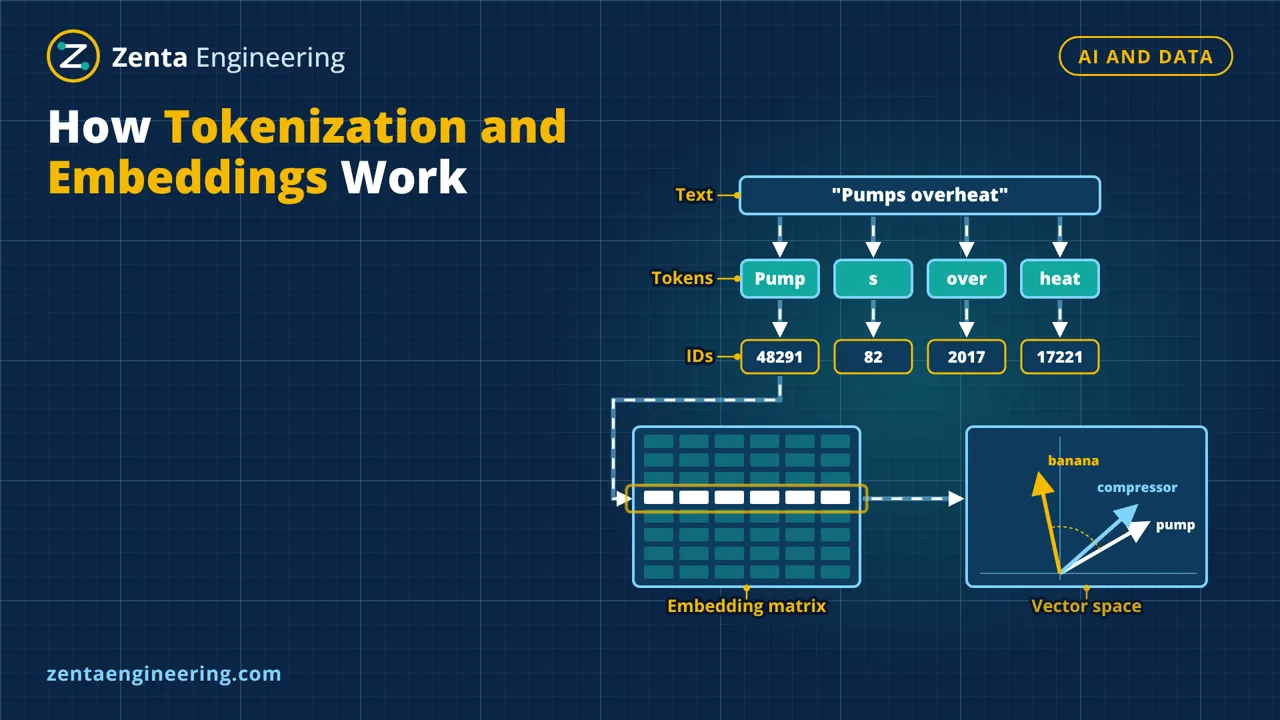 Zenta Engineering
AI AND DATA
How Tokenization and
Embeddings Work
Text
"Pumps overheat"
Tokens
Pump
s
over
heat
IDs
48291
82
2017
17221
banana
compressor
pump
Embedding matrix
Vector space
zentaengineering.com